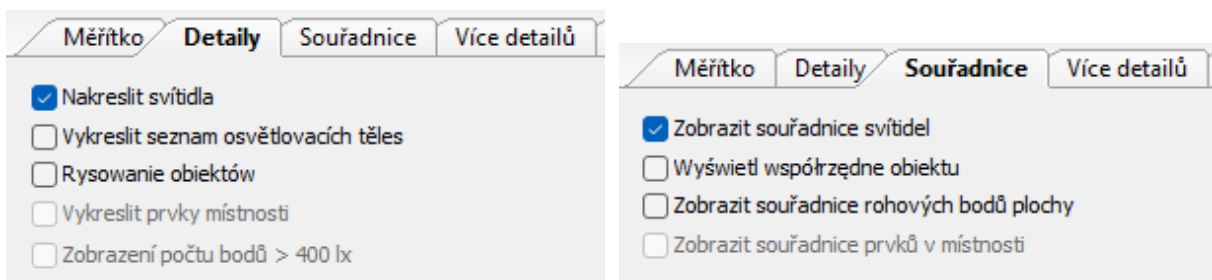 Měřítko Detaily Souřadnice Více detailů
Nakreslit svítidla
Vykreslit seznam osvětlovacích těles
Rysowanie obiektów
Vykreslit prvky místnosti
Zobrazení počtu bodů > 400 lx
Měřítko Detaily Souřadnice Více detailů
Zobrazit souřadnice svítidel
Wyświetl współrzędne obiektu
Zobrazit souřadnice rohových bodů plochy
Zobrazit souřadnice prvků v místnosti